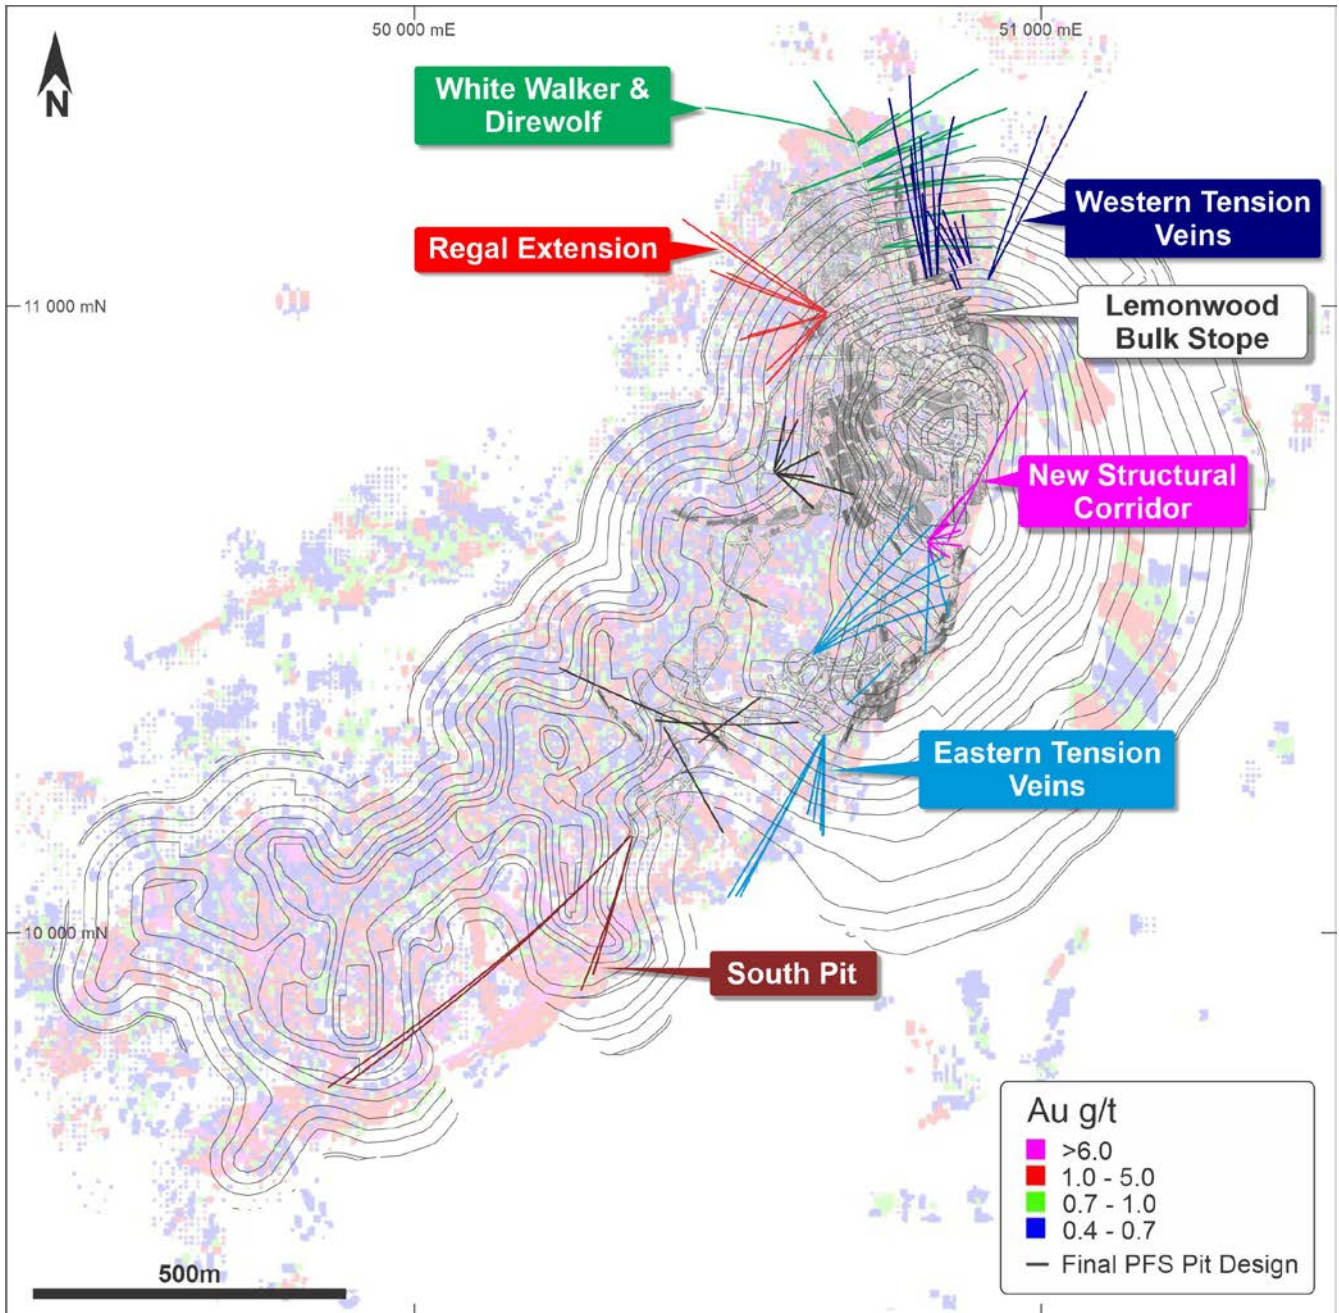 50 000 mE
51 000 mE
N
White Walker &
Direwolf
Western Tension
Veins
Regal Extension
11 000 mN
Lemonwood
Bulk Stope
New Structural
Corridor
Eastern Tension
Veins
10 000 mN
South Pit
Au g/t
>6.0
1.0 - 5.0
0.7 - 1.0
0.4 - 0.7
Final PFS Pit Design
500m